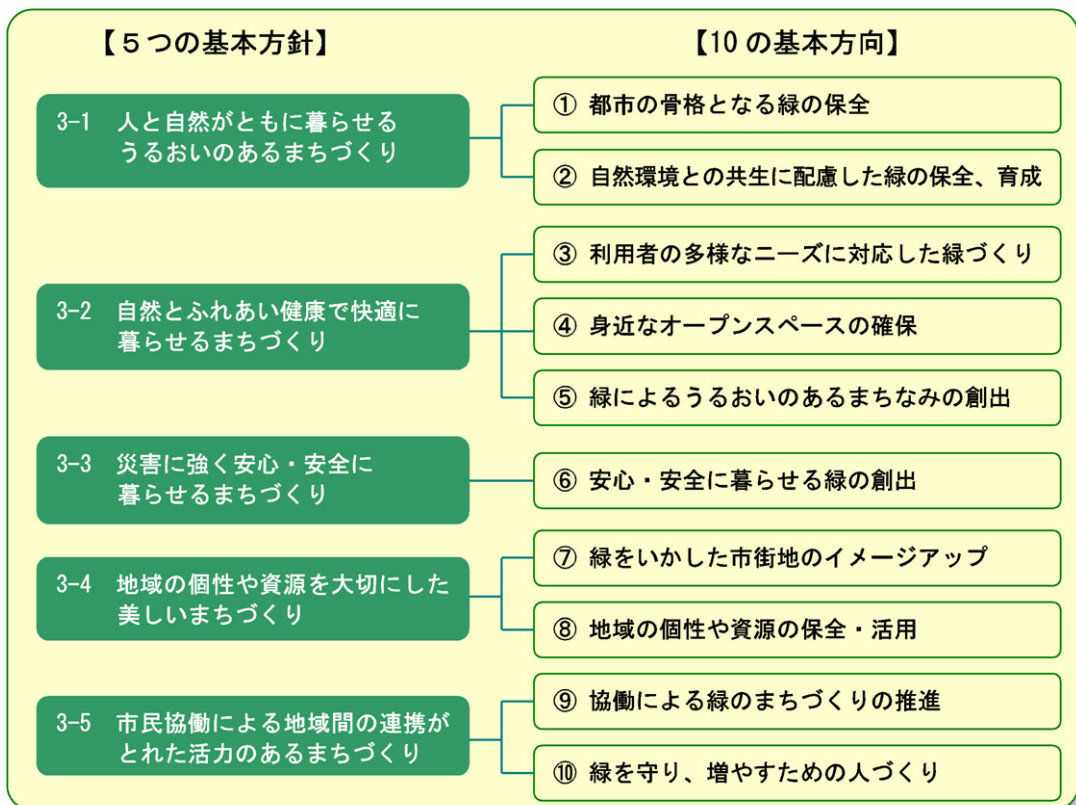 【５つの基本方針】
【10 の基本方向】
3-1 人と自然がともに暮らせる
うるおいのあるまちづくり
① 都市の骨格となる緑の保全
② 自然環境との共生に配慮した緑の保全、育成
3-2 自然とふれあい健康で快適に
暮らせるまちづくり
③ 利用者の多様なニーズに対応した緑づくり
④ 身近なオープンスペースの確保
⑤ 緑によるうるおいのあるまちなみの創出
3-3 災害に強く安心・安全に
暮らせるまちづくり
⑥ 安心・安全に暮らせる緑の創出
3-4 地域の個性や資源を大切にした
美しいまちづくり
⑦ 緑をいかした市街地のイメージアップ
⑧ 地域の個性や資源の保全・活用
3-5 市民協働による地域間の連携が
とれた活力のあるまちづくり
⑨ 協働による緑のまちづくりの推進
⑩ 緑を守り、増やすための人づくり